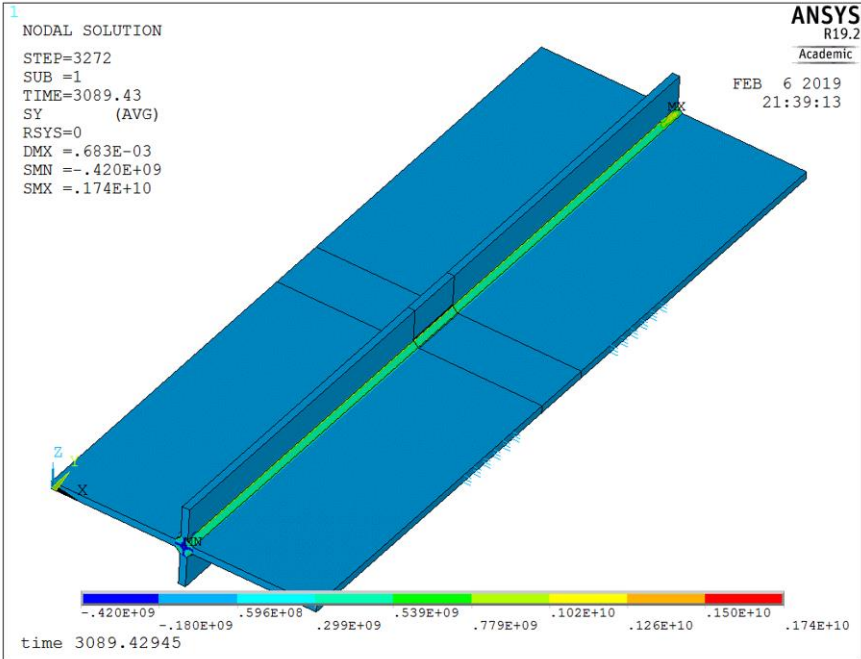 1
NODAL SOLUTION
STEP=3272
SUB =1
TIME=3089.43
SY (AVG)
RSYS=0
DMX =.683E-03
SMN =-.420E+09
SMX =.174E+10
ANSYS
R19.2
Academic
FEB 6 2019
21:39:13
MX
Z
Y
X
MN
-.420E+09
-.180E+09
.596E+08
.299E+09
.539E+09
.779E+09
.102E+10
.126E+10
.150E+10
.174E+10
time 3089.42945